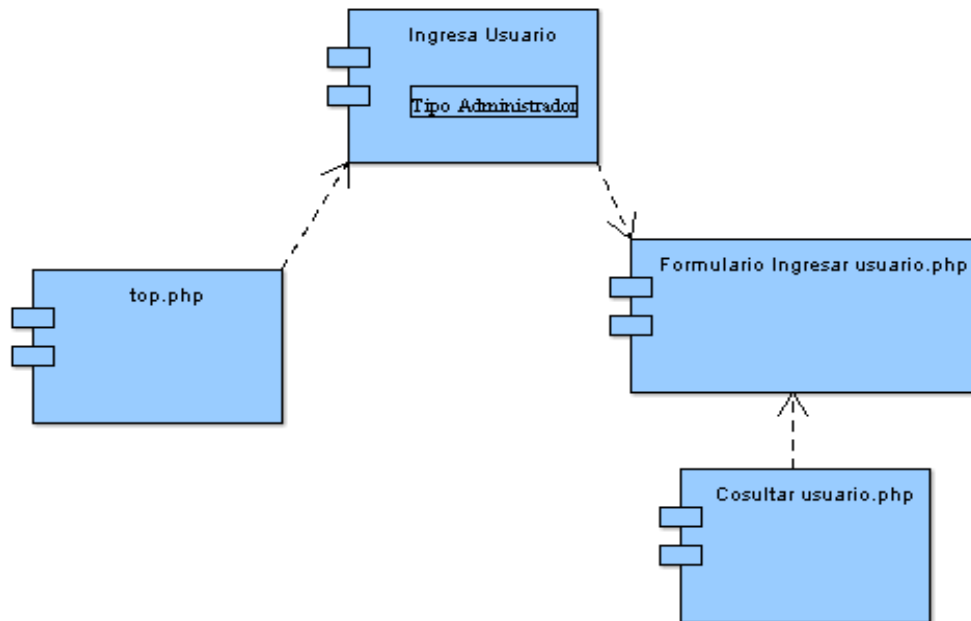 Ingresa Usuario
Tipo Administrador
top.php
Formulario Ingresar usuario.php
Cosultar usuario.php